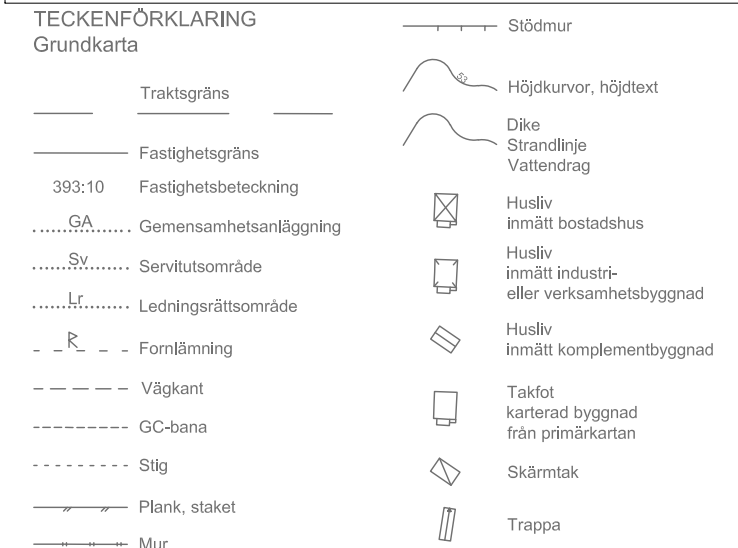 TECKENFÖRKLARING
Grundkarta
Traktsgräns
Fastighetsgräns
393:10 Fastighetsbeteckning
GA Gemensamhetsanläggning
Sv Servitutsområde
Lr Ledningsrättsområde
R Fornlämning
Vägkant
GC-bana
Stig
Plank, staket
Mur
Stödmur
53 Höjdkurvor, höjdtext
Dike
Strandlinje
Vattendrag
Husliv
inmätt bostadshus
Husliv
inmätt industri-
eller verksamhetsbyggnad
Husliv
inmätt komplementbyggnad
Takfot
karterad byggnad
från primärkartan
Skärmtak
Trappa